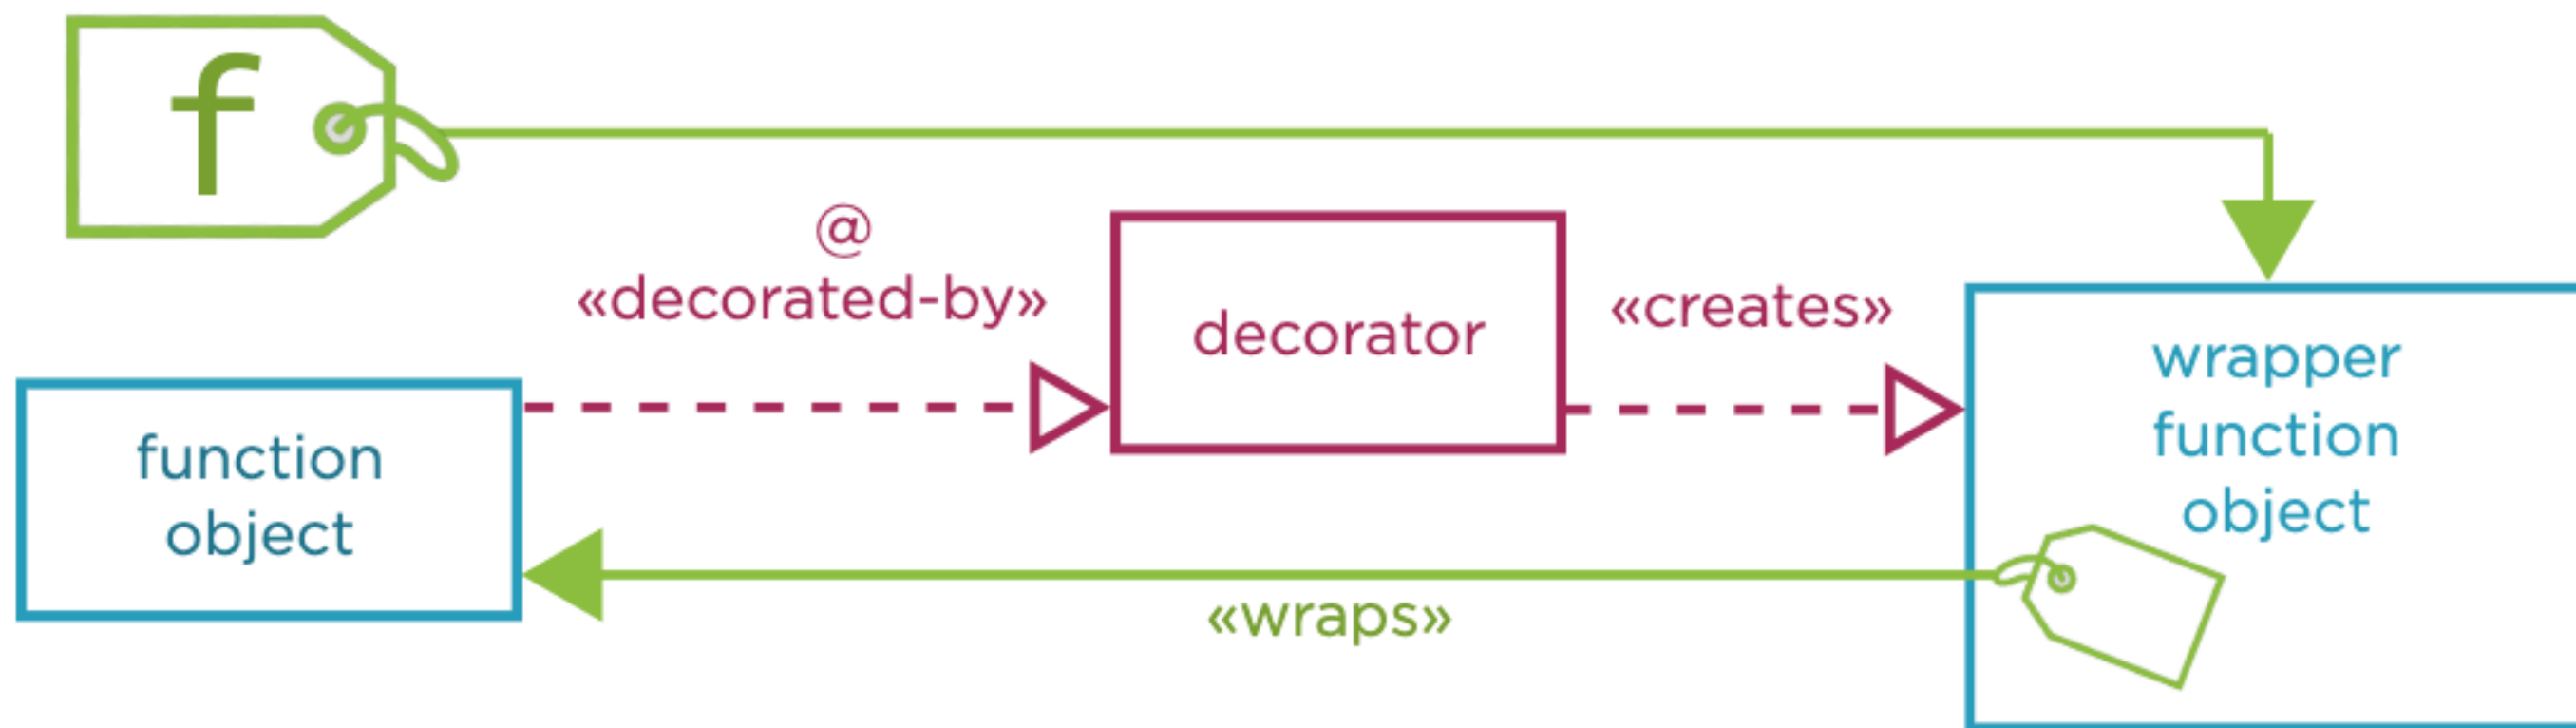 f
@
«decorated-by»
decorator
«creates»
wrapper
function
object
function
object
«wraps»